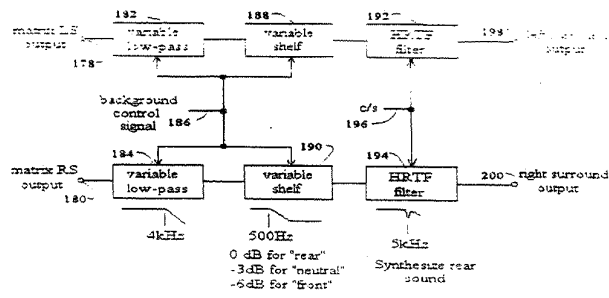 182
188
192
matrix LS output
variable low-pass
variable shelf
HRTF filter
198
output
178
background control signal
186
c/s
196
184
190
194
matrix RS output
variable low-pass
variable shelf
HRTF filter
200
right surround output
180
4kHz
500Hz
5kHz
0 dB for "rear"
-3dB for "neutral"
-6dB for "front"
Synthesize rear sound